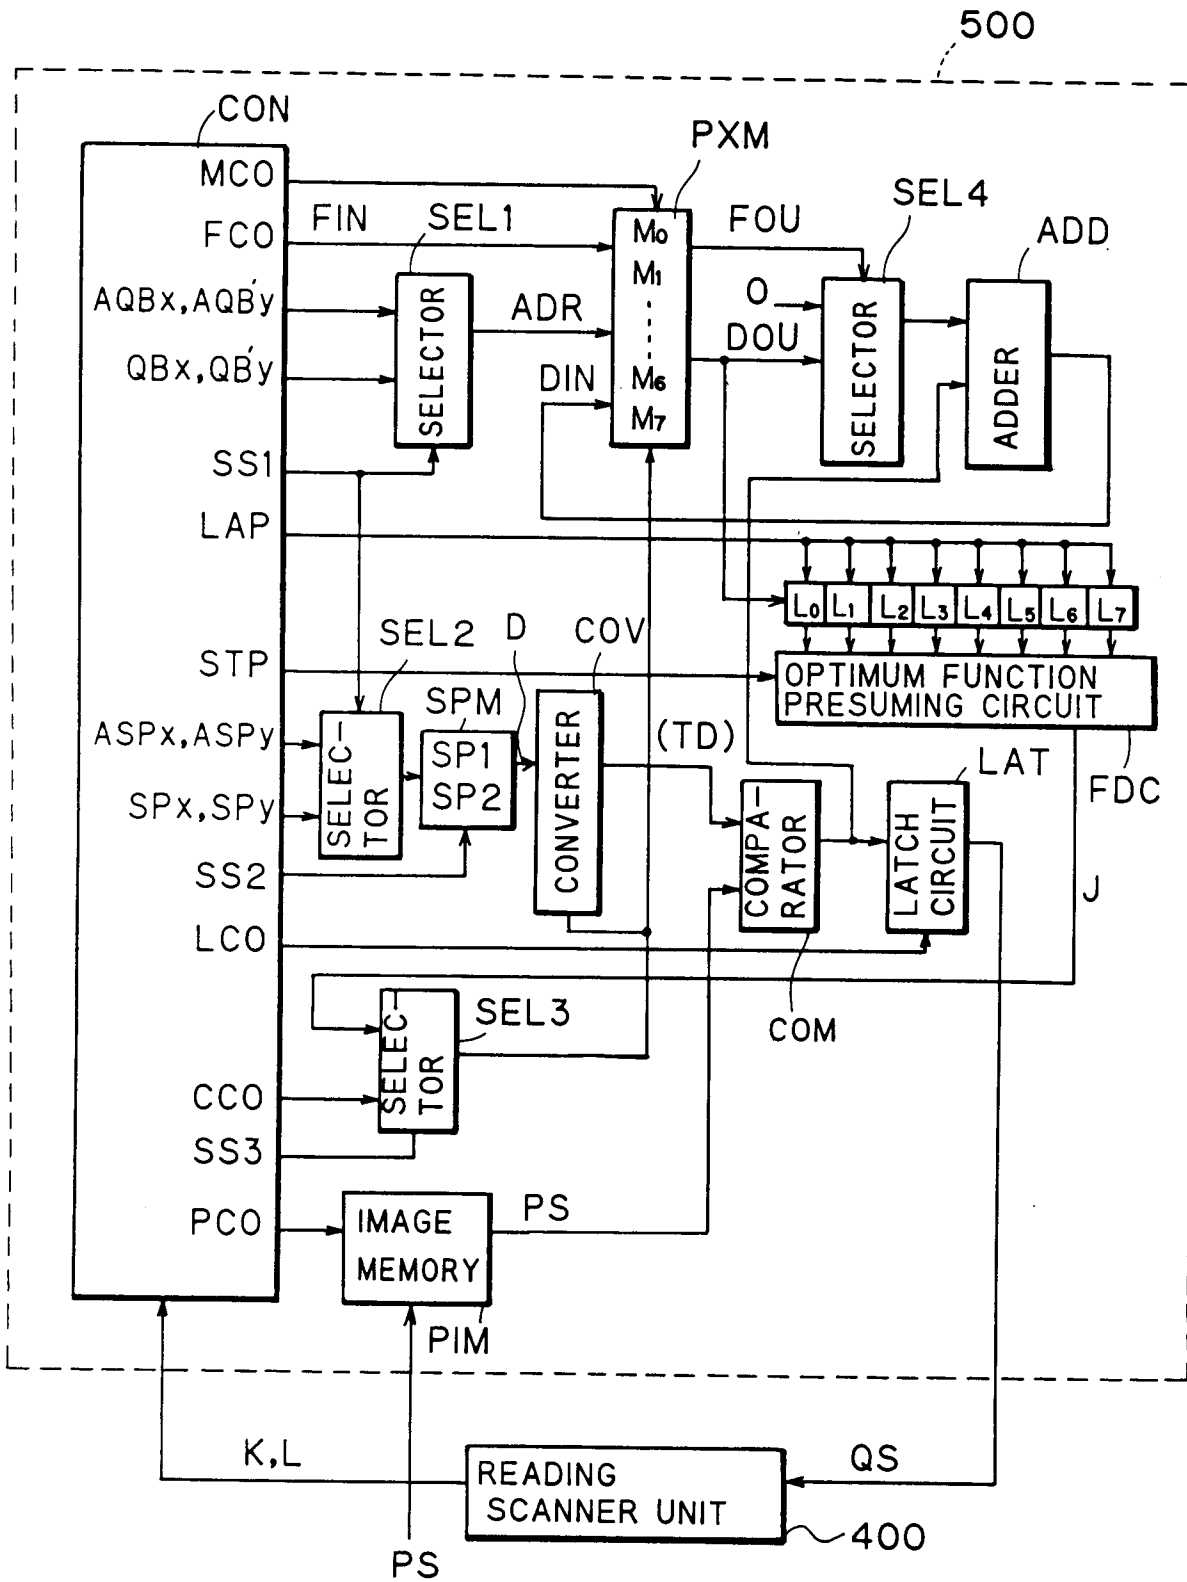 500
CON
PXM
MCO
SEL4
FCO
FIN
SEL1
M0
FOU
ADD
AQBx, AQB'y
M1
O
SELECTOR
ADR
SELECTOR
DOU
ADDER
QBx, QB'y
DIN
M6
M7
SS1
LAP
L0 L1 L2 L3 L4 L5 L6 L7
SEL2
D
COV
STP
OPTIMUM FUNCTION
PRESUMING CIRCUIT
SPM
ASPx, ASPy
SP1
SP2
SELEC-
TOR
CONVERTER
(TD)
LAT
FDC
SPx, SPy
COMPA-
RATOR
LATCH
CIRCUIT
SS2
J
LCO
SEL3
COM
SELEC-
TOR
CCO
SS3
PS
PCO
IMAGE
MEMORY
PIM
K, L
READING
SCANNER UNIT
QS
400
PS